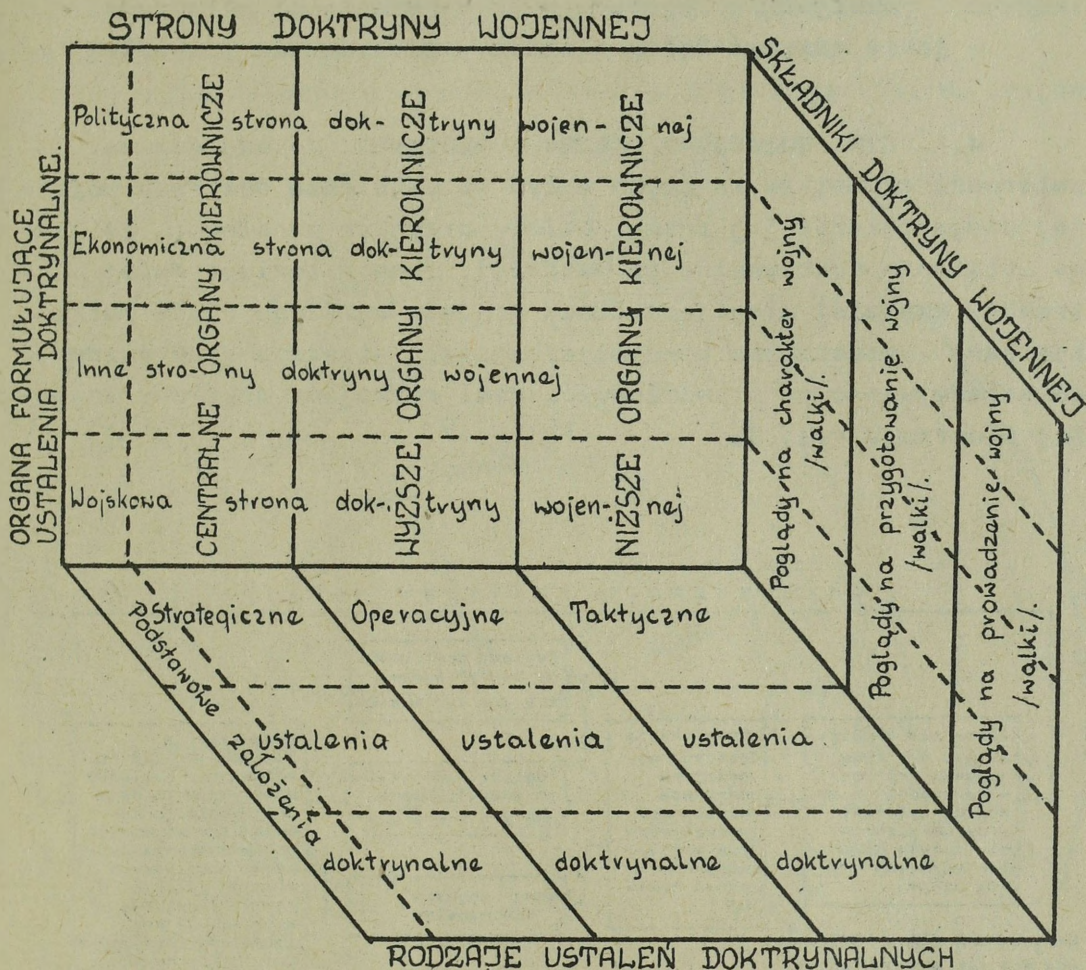 STRONY DOKTRYNY WOJENNEJ
SKŁADNIKI DOKTRYNY WOJENNEJ
ORGANA FORMUŁUJĄCE
USTALENIA DOKTRYNALNE.
Polityczna strona dok- tryny wojen- nej
Ekonomiczna strona dok- tryny wojen- nej
Inne stro- ny doktryny wojennej
Wojskowa strona dok- tryny wojen- nej
CENTRALNE ORGANY KIEROWNICZE
WYŻSZE ORGANY KIEROWNICZE
NIŻSZE ORGANY KIEROWNICZE
Poglądy na charakter wojny
/walki/.
Poglądy na przygotowanie wojny
/walki/.
Poglądy na prowadzenie wojny
/walki/.
Podstawowe założenia
Strategiczne Operacyjne Taktyczne
ustalenia ustalenia ustalenia
doktrynalne doktrynalne doktrynalne
RODZAJE USTALEŃ DOKTRYNALNYCH